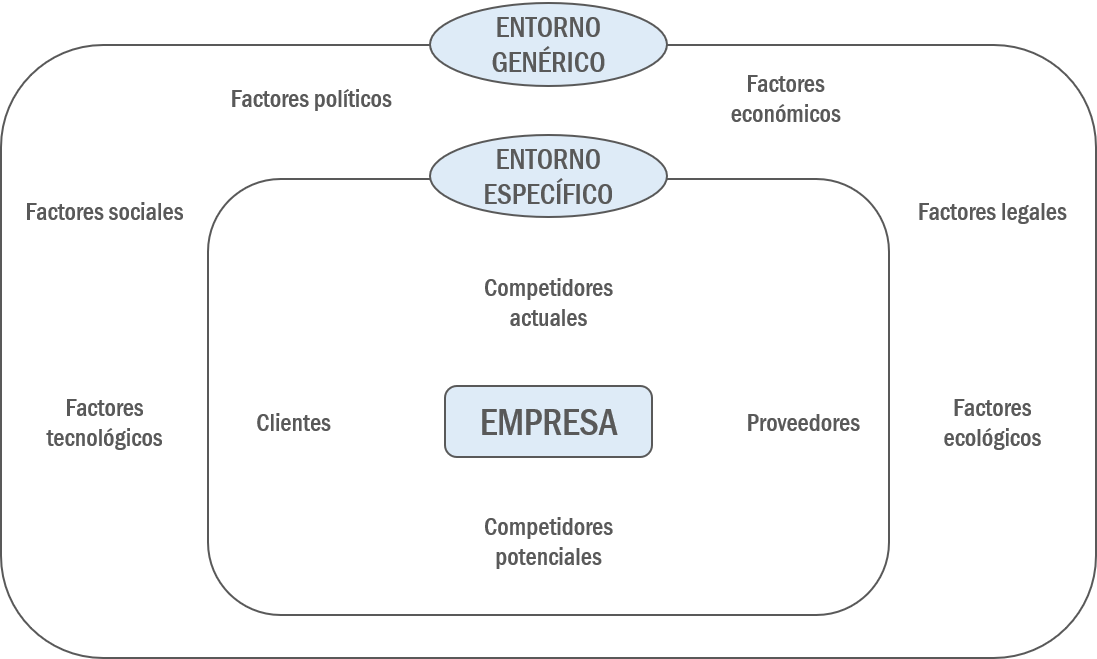 ENTORNO
GENÉRICO
Factores políticos
Factores
económicos
ENTORNO
ESPECÍFICO
Factores sociales
Factores legales
Competidores
actuales
Factores
tecnológicos
Clientes
EMPRESA
Proveedores
Factores
ecológicos
Competidores
potenciales